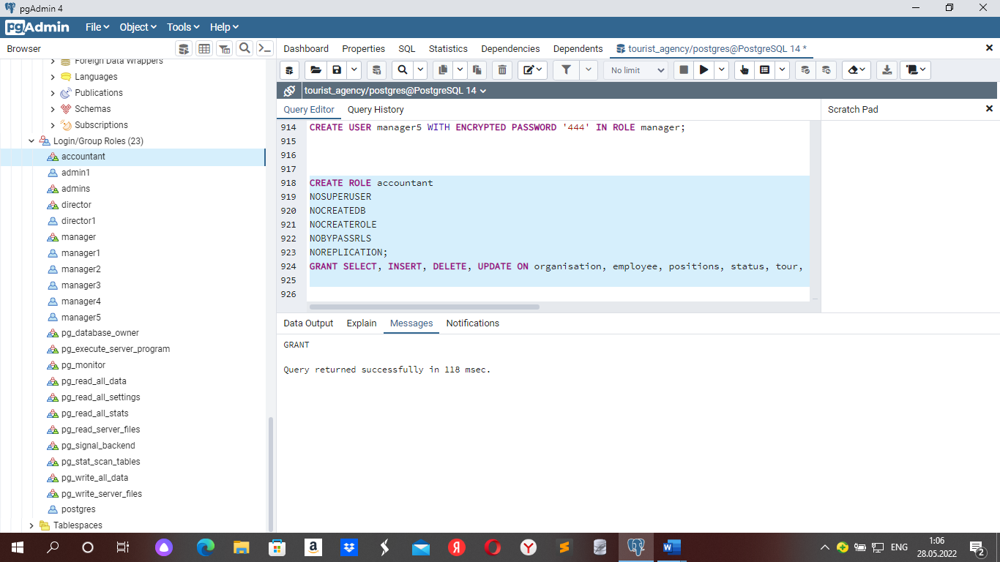 pgAdmin 4
pgAdmin File Object Tools Help
Browser
Dashboard Properties SQL Statistics Dependencies Dependents tourist_agency/postgres@PostgreSQL 14 *
No limit
tourist_agency/postgres@PostgreSQL 14
Query Editor Query History
Scratch Pad
Foreign Data Wrappers
Languages
Publications
Schemas
Subscriptions
Login/Group Roles (23)
accountant
admin1
admins
director
director1
manager
manager1
manager2
manager3
manager4
manager5
pg_database_owner
pg_execute_server_program
pg_monitor
pg_read_all_data
pg_read_all_settings
pg_read_all_stats
pg_read_server_files
pg_signal_backend
pg_stat_scan_tables
pg_write_all_data
pg_write_server_files
postgres
Tablespaces
914 CREATE USER manager5 WITH ENCRYPTED PASSWORD '444' IN ROLE manager;
915
916
917
918 CREATE ROLE accountant
919 NOSUPERUSER
920 NOCREATEDB
921 NOCREATEROLE
922 NOBYPASSRLS
923 NOREPLICATION;
924 GRANT SELECT, INSERT, DELETE, UPDATE ON organisation, employee, positions, status, tour,
925
926
Data Output Explain Messages Notifications
GRANT
Query returned successfully in 118 msec.
ENG
1:06
28.05.2022
2